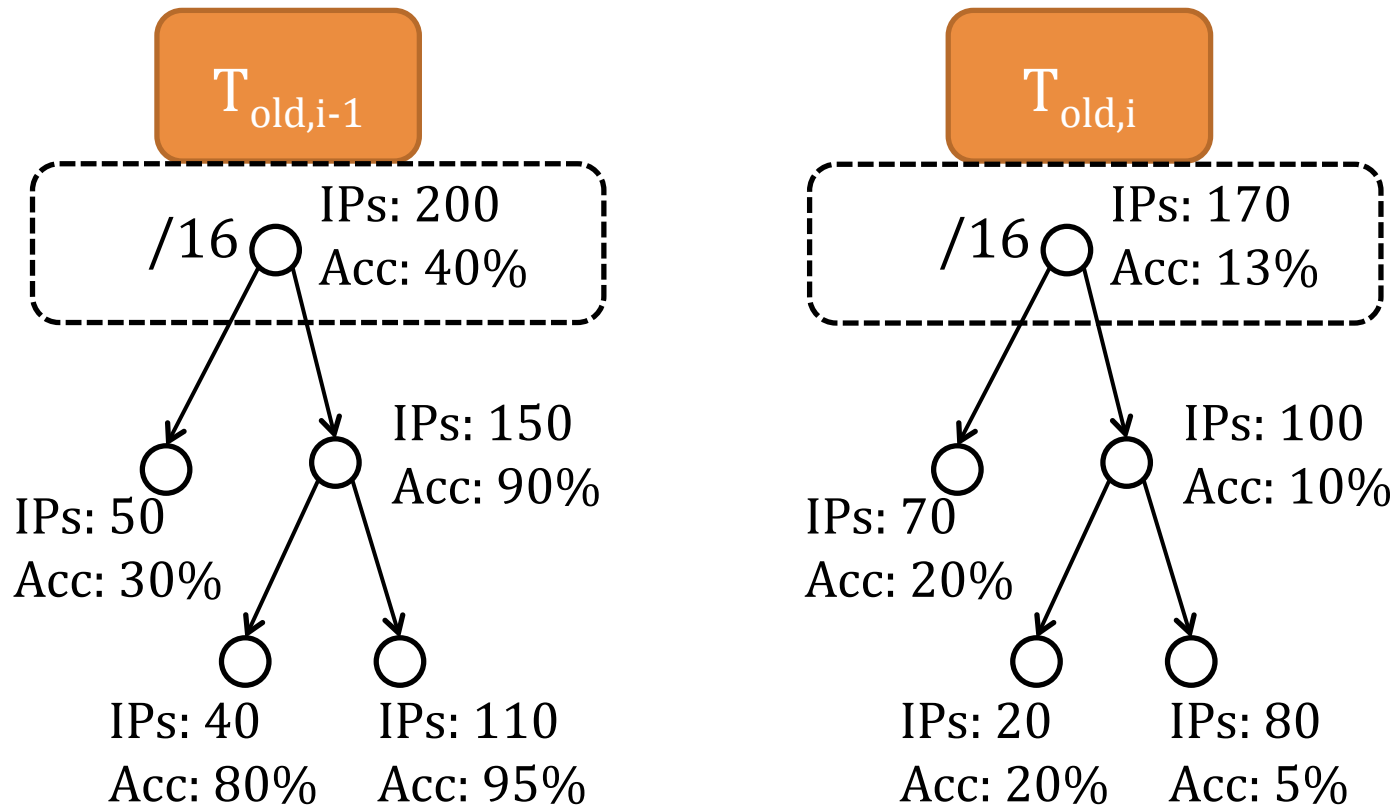 T_old,i-1
/16
IPs: 200
Acc: 40%
IPs: 150
Acc: 90%
IPs: 50
Acc: 30%
IPs: 40
Acc: 80%
IPs: 110
Acc: 95%
T_old,i
/16
IPs: 170
Acc: 13%
IPs: 100
Acc: 10%
IPs: 70
Acc: 20%
IPs: 20
Acc: 20%
IPs: 80
Acc: 5%